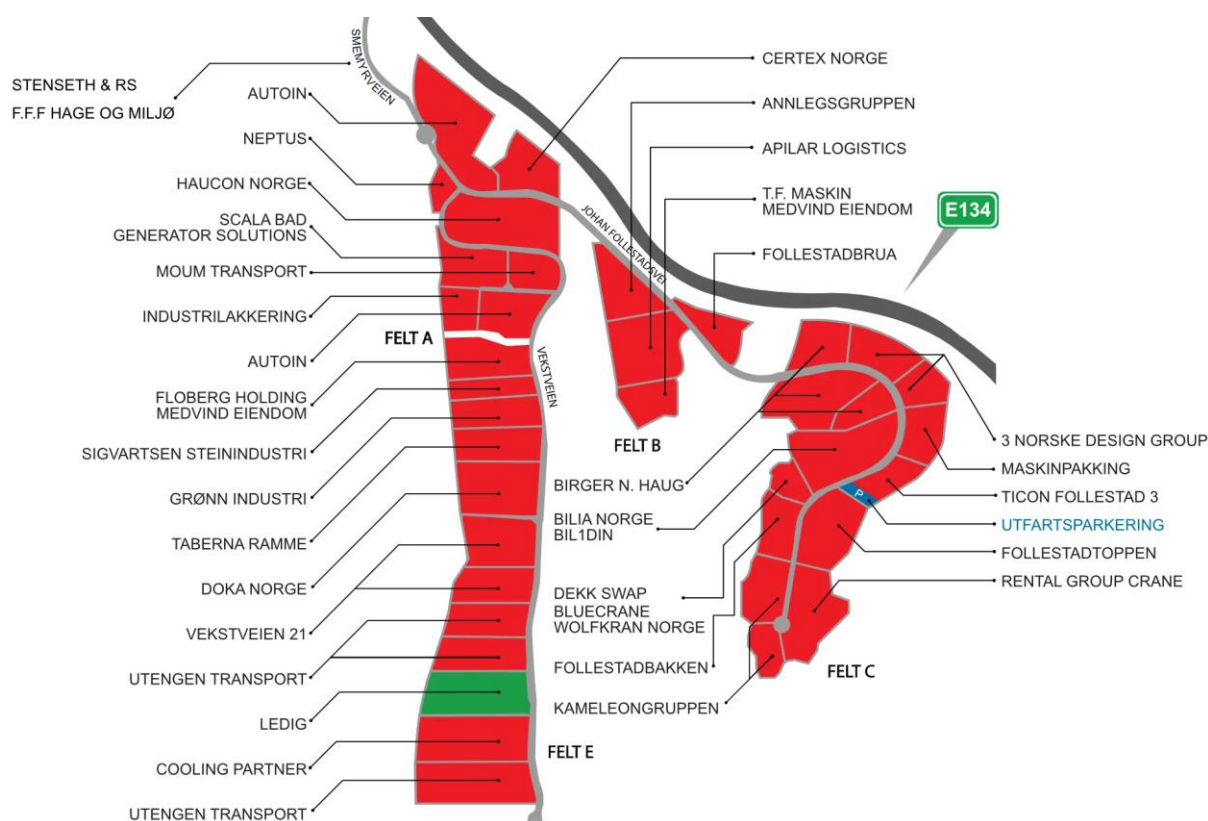 STENSETH & RS
F.F.F HAGE OG MILJØ
AUTOIN
NEPTUS
HAUCON NORGE
SCALA BAD
GENERATOR SOLUTIONS
MOUM TRANSPORT
INDUSTRILAKKERING
FELT A
AUTOIN
FLOBERG HOLDING
MEDVIND EIENDOM
SIGVARTSEN STEININDUSTRI
GRØNN INDUSTRI
TABERNA RAMME
DOKA NORGE
VEKSTVEIEN 21
UTENGEN TRANSPORT
LEDIG
COOLING PARTNER
UTENGEN TRANSPORT
SMEMYRVEIEN
JOHAN FOLLESTADSVEI
VEKSTVEIEN
FELT E
CERTEX NORGE
ANNLEGSGRUPPEN
APILAR LOGISTICS
T.F. MASKIN
MEDVIND EIENDOM
FOLLESTADBRUA
E134
FELT B
BIRGER N. HAUG
BILIA NORGE
BIL1DIN
DEKK SWAP
BLUECRANE
WOLFKRAN NORGE
FOLLESTADBAKKEN
KAMELEONGRUPPEN
3 NORSKE DESIGN GROUP
MASKINPAKKING
TICON FOLLESTAD 3
P
UTFARTSPARKERING
FOLLESTADTOPPEN
RENTAL GROUP CRANE
FELT C